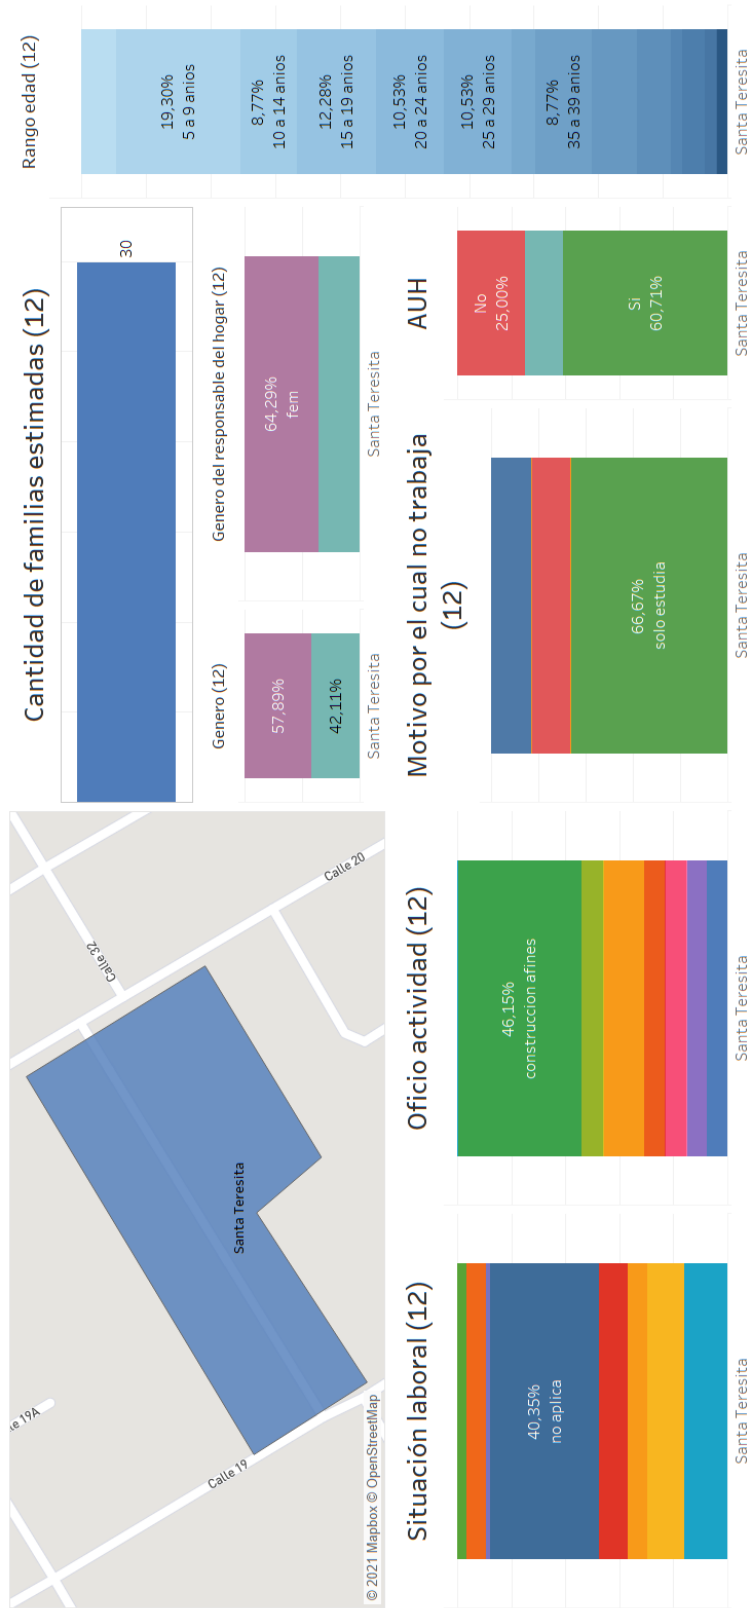 le 19A
Calle 32
Calle 20
Calle 19
Santa Teresita
© 2021 Mapbox © OpenStreetMap
Cantidad de familias estimadas (12)
30
Genero (12)
57,89%
42,11%
Santa Teresita
Genero del responsable del hogar (12)
64,29%
fem
Santa Teresita
Rango edad (12)
19,30%
5 a 9 anios
8,77%
10 a 14 anios
12,28%
15 a 19 anios
10,53%
20 a 24 anios
10,53%
25 a 29 anios
8,77%
35 a 39 anios
Santa Teresita
Situación laboral (12)
40,35%
no aplica
Santa Teresita
Oficio actividad (12)
46,15%
construccion afines
Santa Teresita
Motivo por el cual no trabaja
(12)
66,67%
solo estudia
Santa Teresita
AUH
No
25,00%
Si
60,71%
Santa Teresita